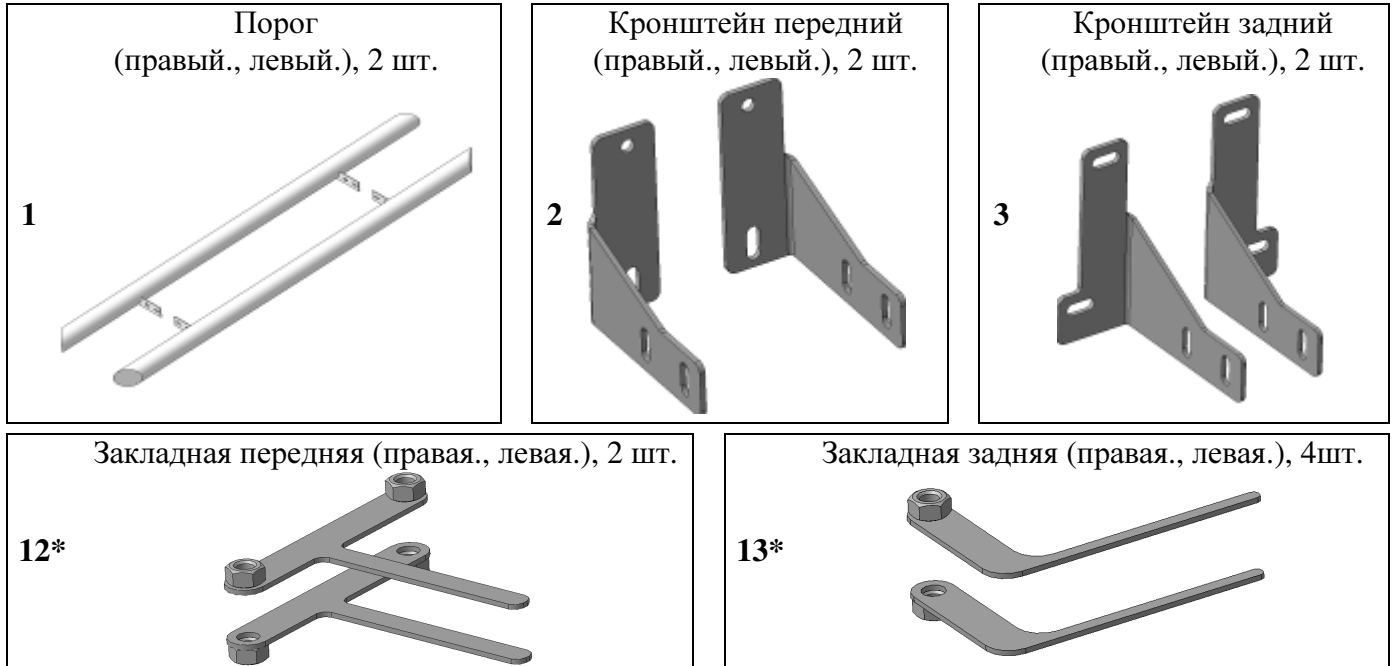 Порог
(правый., левый.), 2 шт.
1
Кронштейн передний
(правый., левый.), 2 шт.
2
Кронштейн задний
(правый., левый.), 2 шт.
3
Закладная передняя (правая., левая.), 2 шт.
12*
Закладная задняя (правая., левая.), 4шт.
13*